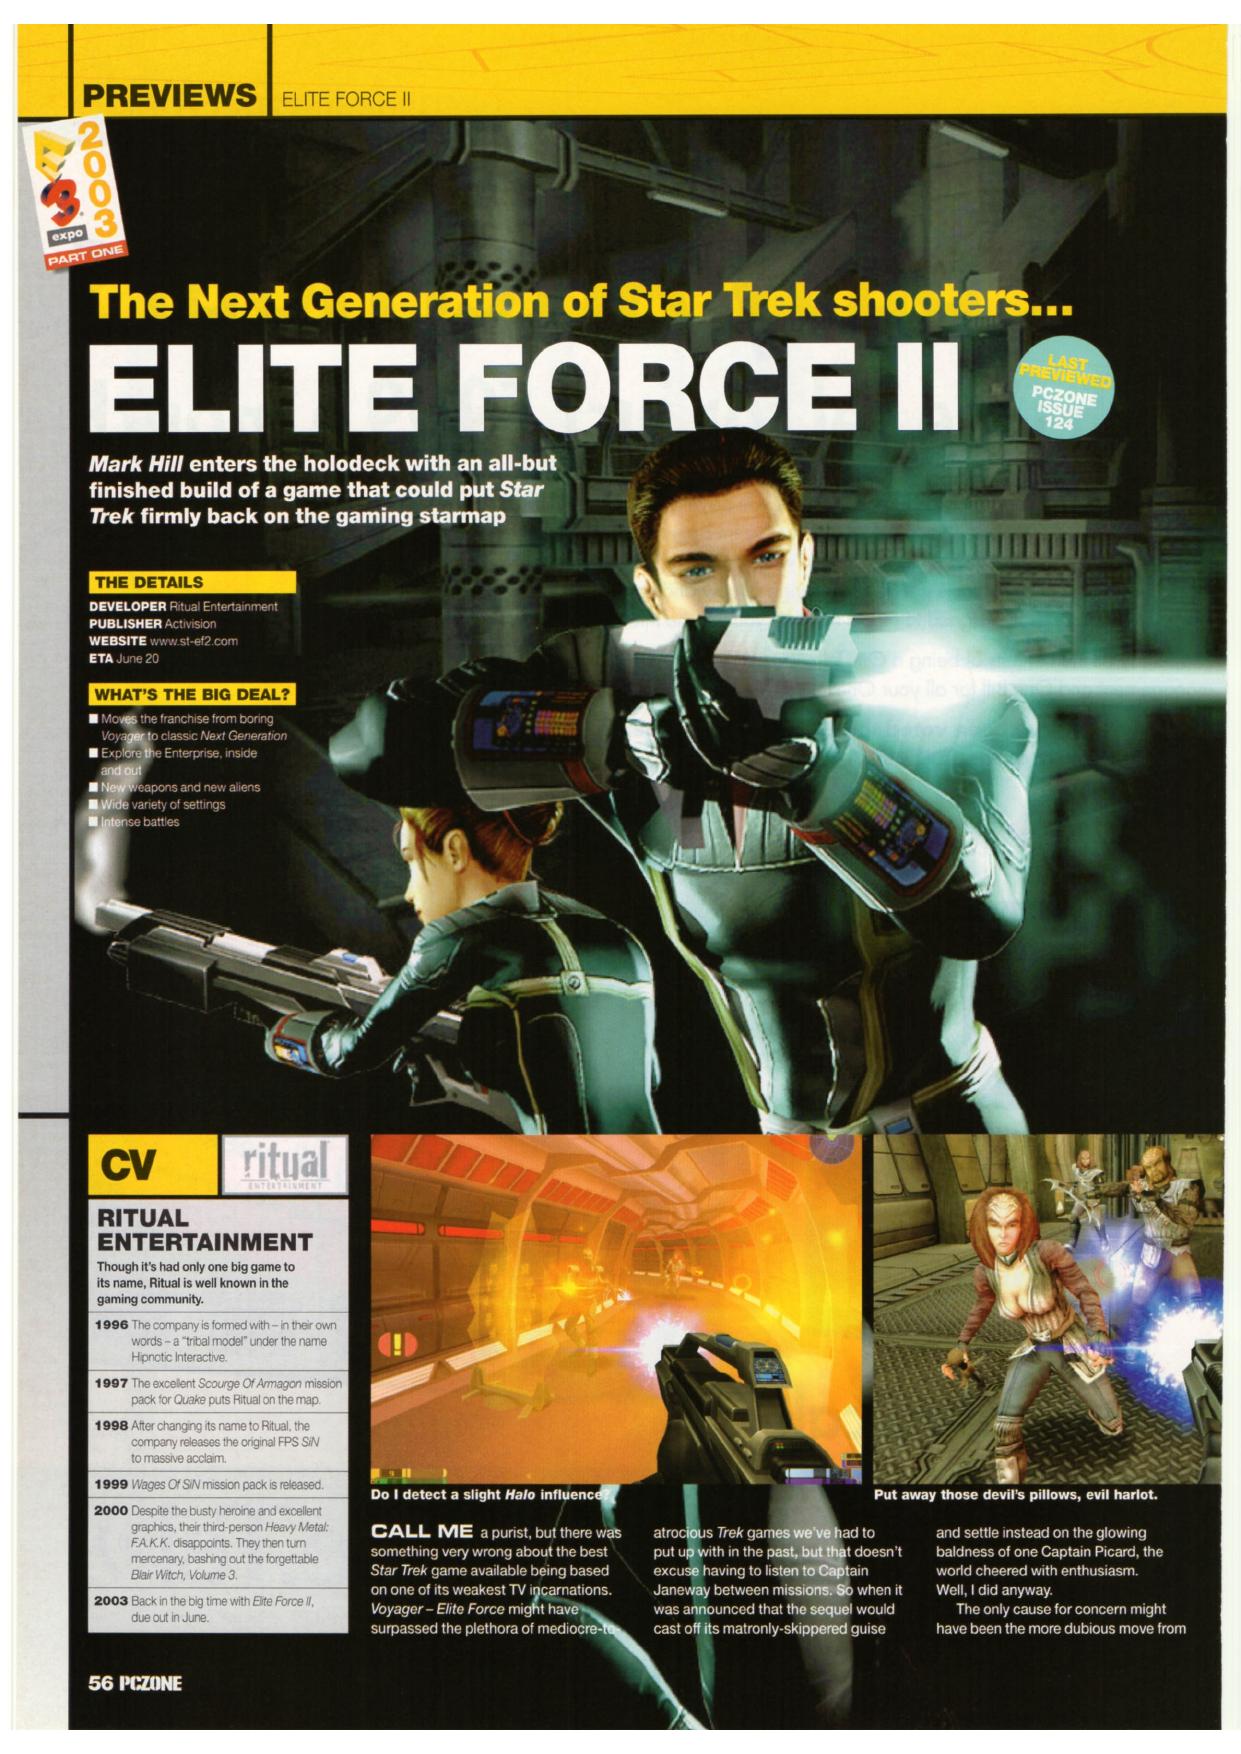 PREVIEWS
ELITE FORCE II
E3
expo
2003
PART ONE
The Next Generation of Star Trek shooters...
ELITE FORCE II
LAST
PREVIEWED
PCZONE
ISSUE
124
Mark Hill enters the holodeck with an all-but
finished build of a game that could put Star
Trek firmly back on the gaming starmap
THE DETAILS
DEVELOPER Ritual Entertainment
PUBLISHER Activision
WEBSITE www.st-ef2.com
ETA June 20
WHAT'S THE BIG DEAL?
■ Moves the franchise from boring
Voyager to classic Next Generation
■ Explore the Enterprise, inside
and out
■ New weapons and new aliens
■ Wide variety of settings
■ Intense battles
CV
ritual
ENTERTAINMENT
RITUAL
ENTERTAINMENT
Though it's had only one big game to
its name, Ritual is well known in the
gaming community.
1996 The company is formed with – in their own
words – a "tribal model" under the name
Hipnotic Interactive.
1997 The excellent Scourge Of Armagon mission
pack for Quake puts Ritual on the map.
1998 After changing its name to Ritual, the
company releases the original FPS SiN
to massive acclaim.
1999 Wages Of SiN mission pack is released.
2000 Despite the busty heroine and excellent
graphics, their third-person Heavy Metal:
F.A.K.K. disappoints. They then turn
mercenary, bashing out the forgettable
Blair Witch, Volume 3.
2003 Back in the big time with Elite Force II,
due out in June.
Do I detect a slight Halo influence?
Put away those devil's pillows, evil harlot.
CALL ME a purist, but there was
something very wrong about the best
Star Trek game available being based
on one of its weakest TV incarnations.
Voyager – Elite Force might have
surpassed the plethora of mediocre-to-
atrocious Trek games we've had to
put up with in the past, but that doesn't
excuse having to listen to Captain
Janeway between missions. So when it
was announced that the sequel would
cast off its matronly-skippered guise
and settle instead on the glowing
baldness of one Captain Picard, the
world cheered with enthusiasm.
Well, I did anyway.
The only cause for concern might
have been the more dubious move from
56 PCZONE